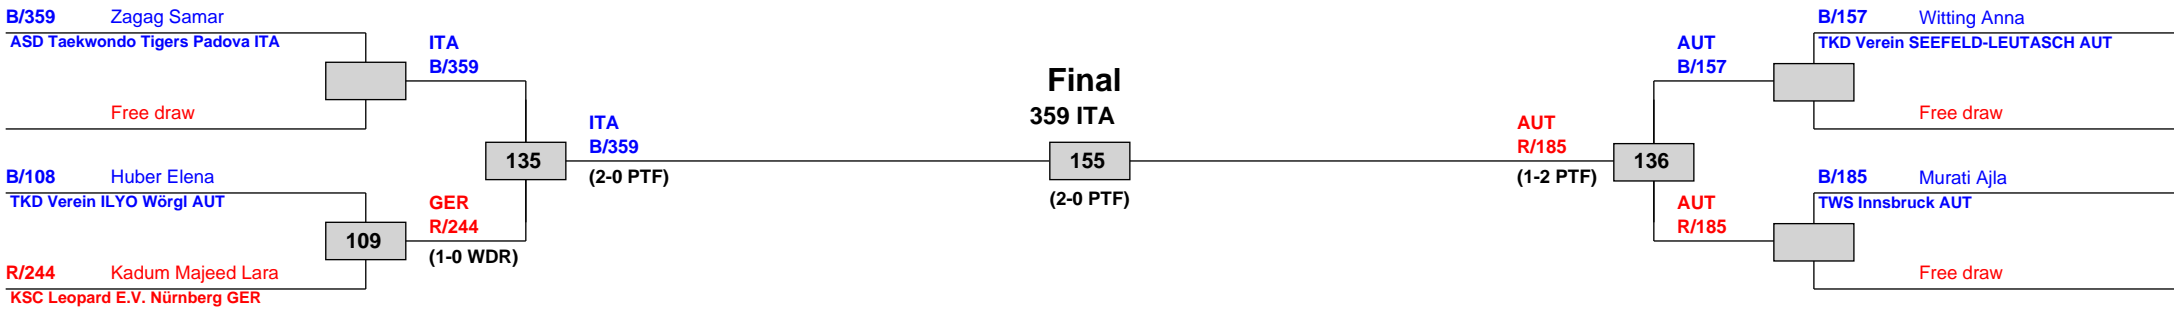 B/359 Zagag Samar
ASD Taekwondo Tigers Padova ITA
Free draw
ITA
B/359
B/108 Huber Elena
TKD Verein ILYO Wörgl AUT
109
R/244 Kadum Majeed Lara
KSC Leopard E.V. Nürnberg GER
GER
R/244
(1-0 WDR)
135
ITA
B/359
(2-0 PTF)
Final
359 ITA
155
(2-0 PTF)
AUT
R/185
(1-2 PTF)
136
AUT
B/157
AUT
R/185
B/157 Witting Anna
TKD Verein SEEFELD-LEUTASCH AUT
Free draw
B/185 Murati Ajla
TWS Innsbruck AUT
Free draw